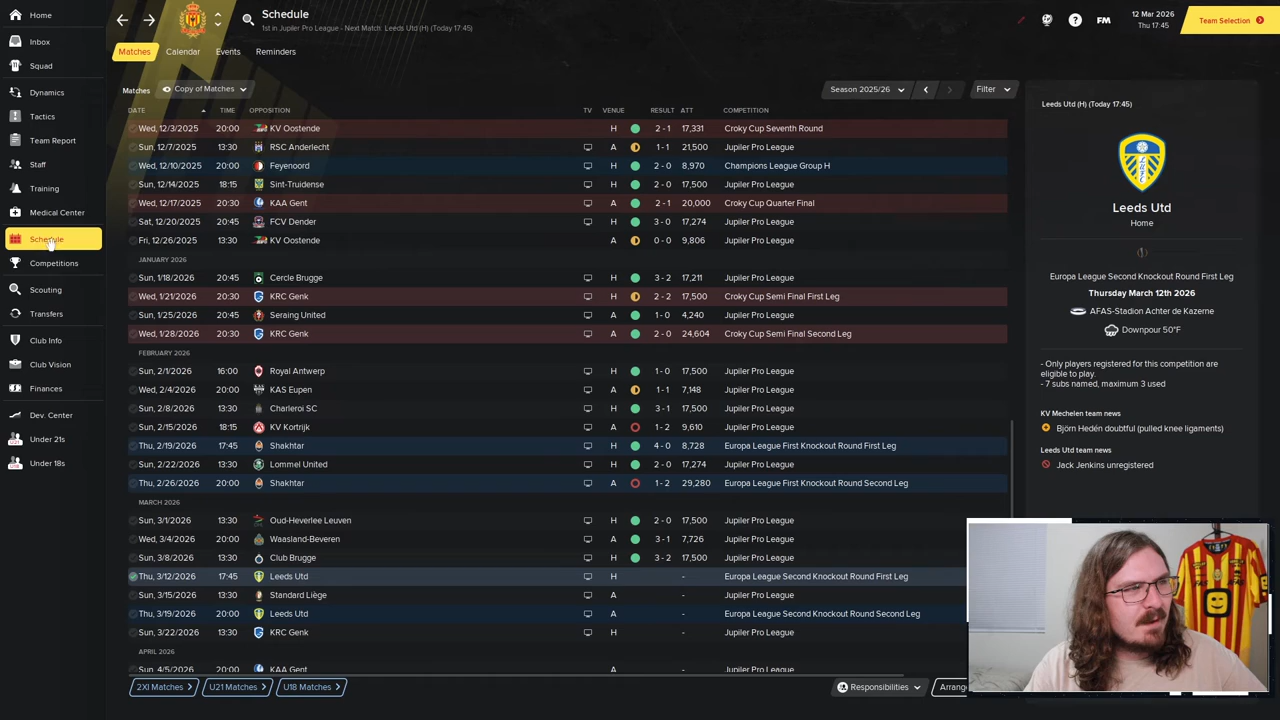 Home
Schedule
1st in Jupiler Pro League - Next Match: Leeds Utd (H) (Today 17:45)
FM
12 Mar 2026
Thu 17:45
Team Selection
Inbox
Squad
Dynamics
Tactics
Team Report
Staff
Training
Medical Center
Schedule
Competitions
Scouting
Transfers
Club Info
Club Vision
Finances
Dev. Center
Under 21s
Under 18s
Matches Calendar Events Reminders
Matches Copy of Matches Season 2025/26 Filter
DATE TIME OPPOSITION TV VENUE RESULT ATT COMPETITION
Wed, 12/3/2025 20:00 KV Oostende H 2 - 1 17,331 Croky Cup Seventh Round
Sun, 12/7/2025 13:30 RSC Anderlecht A 1 - 1 21,500 Jupiler Pro League
Wed, 12/10/2025 20:00 Feyenoord H 2 - 0 8,970 Champions League Group H
Sun, 12/14/2025 18:15 Sint-Truidense H 2 - 0 17,500 Jupiler Pro League
Wed, 12/17/2025 20:30 KAA Gent A 2 - 1 20,000 Croky Cup Quarter Final
Sat, 12/20/2025 20:45 FCV Dender H 3 - 0 17,274 Jupiler Pro League
Fri, 12/26/2025 13:30 KV Oostende A 0 - 0 9,806 Jupiler Pro League
JANUARY 2026
Sun, 1/18/2026 20:45 Cercle Brugge H 3 - 2 17,211 Jupiler Pro League
Wed, 1/21/2026 20:30 KRC Genk H 2 - 2 17,500 Croky Cup Semi Final First Leg
Sun, 1/25/2026 20:45 Seraing United A 1 - 0 4,240 Jupiler Pro League
Wed, 1/28/2026 20:30 KRC Genk A 2 - 0 24,604 Croky Cup Semi Final Second Leg
FEBRUARY 2026
Sun, 2/1/2026 16:00 Royal Antwerp H 1 - 0 17,500 Jupiler Pro League
Wed, 2/4/2026 20:00 KAS Eupen A 1 - 1 7,148 Jupiler Pro League
Sun, 2/8/2026 13:30 Charleroi SC H 3 - 1 17,500 Jupiler Pro League
Sun, 2/15/2026 18:15 KV Kortrijk A 1 - 2 9,610 Jupiler Pro League
Thu, 2/19/2026 17:45 Shakhtar H 4 - 0 8,728 Europa League First Knockout Round First Leg
Sun, 2/22/2026 13:30 Lommel United H 2 - 0 17,274 Jupiler Pro League
Thu, 2/26/2026 20:00 Shakhtar A 1 - 2 29,280 Europa League First Knockout Round Second Leg
MARCH 2026
Sun, 3/1/2026 13:30 Oud-Heverlee Leuven H 2 - 0 17,500 Jupiler Pro League
Wed, 3/4/2026 20:00 Waasland-Beveren A 3 - 1 7,726 Jupiler Pro League
Sun, 3/8/2026 13:30 Club Brugge H 3 - 2 17,500 Jupiler Pro League
Thu, 3/12/2026 17:45 Leeds Utd H - Europa League Second Knockout Round First Leg
Sun, 3/15/2026 13:30 Standard Liège A - Jupiler Pro League
Thu, 3/19/2026 20:00 Leeds Utd A - Europa League Second Knockout Round Second Leg
Sun, 3/22/2026 13:30 KRC Genk H - Jupiler Pro League
APRIL 2026
Sun, 4/5/2026 20:00 KAA Gent A - Jupiler Pro League
2XI Matches U21 Matches U18 Matches Responsibilities Arrange
Leeds Utd (H) (Today 17:45)
Leeds Utd
Home
Europa League Second Knockout Round First Leg
Thursday March 12th 2026
AFAS-Stadion Achter de Kazerne
Downpour 50°F
- Only players registered for this competition are
eligible to play.
- 7 subs named, maximum 3 used
KV Mechelen team news
Björn Hedén doubtful (pulled knee ligaments)
Leeds Utd team news
Jack Jenkins unregistered